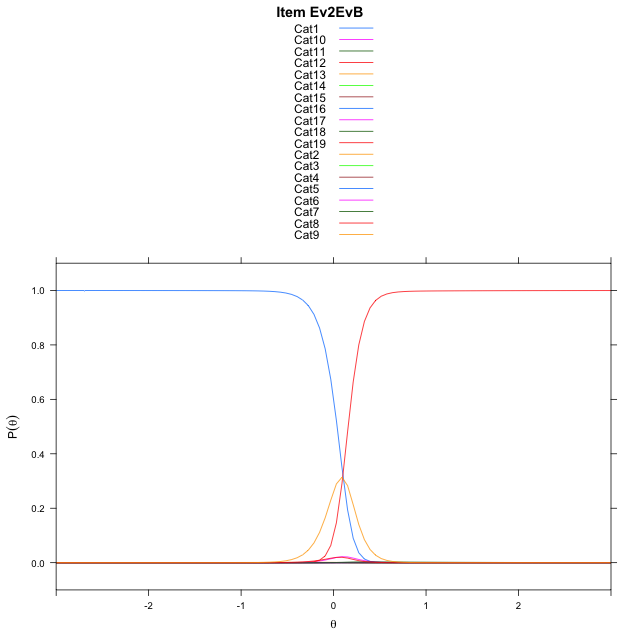 Item Ev2EvB
Cat1
Cat10
Cat11
Cat12
Cat13
Cat14
Cat15
Cat16
Cat17
Cat18
Cat19
Cat2
Cat3
Cat4
Cat5
Cat6
Cat7
Cat8
Cat9
1.0
0.8
0.6
0.4
0.2
0.0
P(θ)
-2 -1 0 1 2
θ